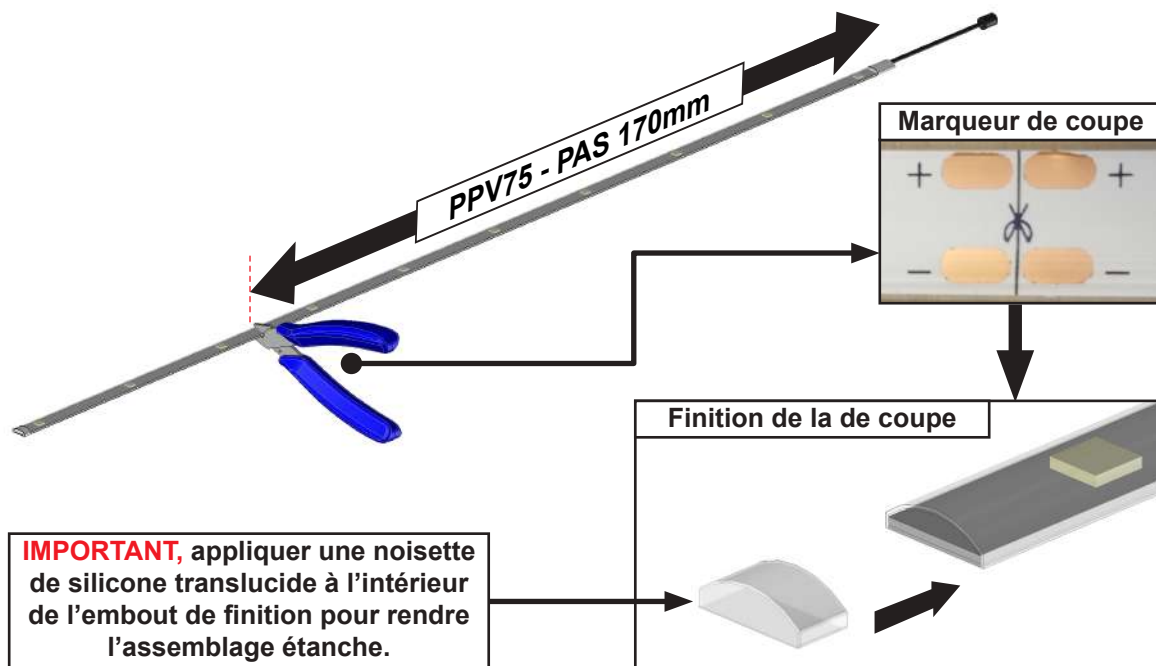 PPV75 - PAS 170mm
Marqueur de coupe
+ +
− −
Finition de la de coupe
IMPORTANT, appliquer une noisette
de silicone translucide à l’intérieur
de l’embout de finition pour rendre
l’assemblage étanche.